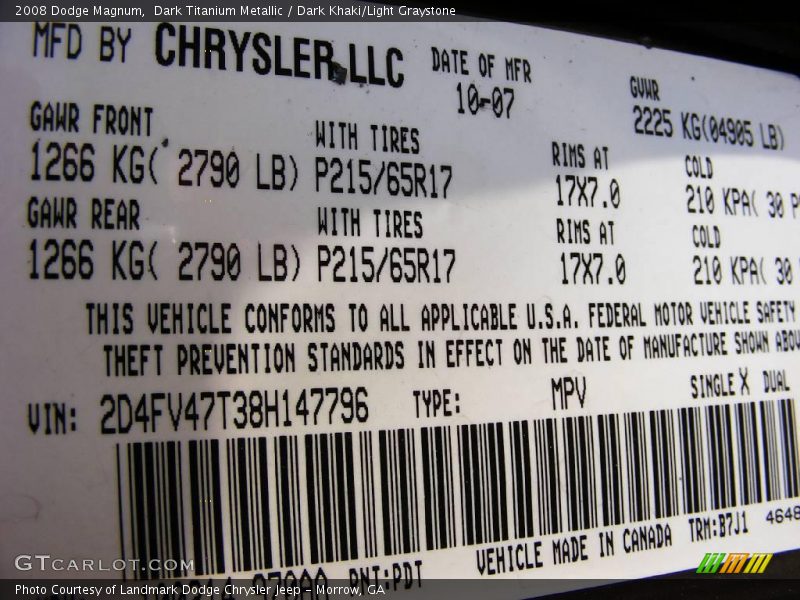 2008 Dodge Magnum, Dark Titanium Metallic / Dark Khaki/Light Graystone
MFD BY CHRYSLER LLC DATE OF MFR GVWR
10-07 2225 KG(04905 LB)
GAWR FRONT WITH TIRES RIMS AT COLD
1266 KG( 2790 LB) P215/65R17 17X7.0 210 KPA( 30
GAWR REAR WITH TIRES RIMS AT COLD
1266 KG( 2790 LB) P215/65R17 17X7.0 210 KPA( 30
THIS VEHICLE CONFORMS TO ALL APPLICABLE U.S.A. FEDERAL MOTOR VEHICLE SAFETY
THEFT PREVENTION STANDARDS IN EFFECT ON THE DATE OF MANUFACTURE SHOWN ABOV
VIN: 2D4FV47T38H147796 TYPE: MPV SINGLE X DUAL
VEHICLE MADE IN CANADA TRM:B7J1 4648
PNT:PDT
GTCARLOT.COM
Photo Courtesy of Landmark Dodge Chrysler Jeep - Morrow, GA